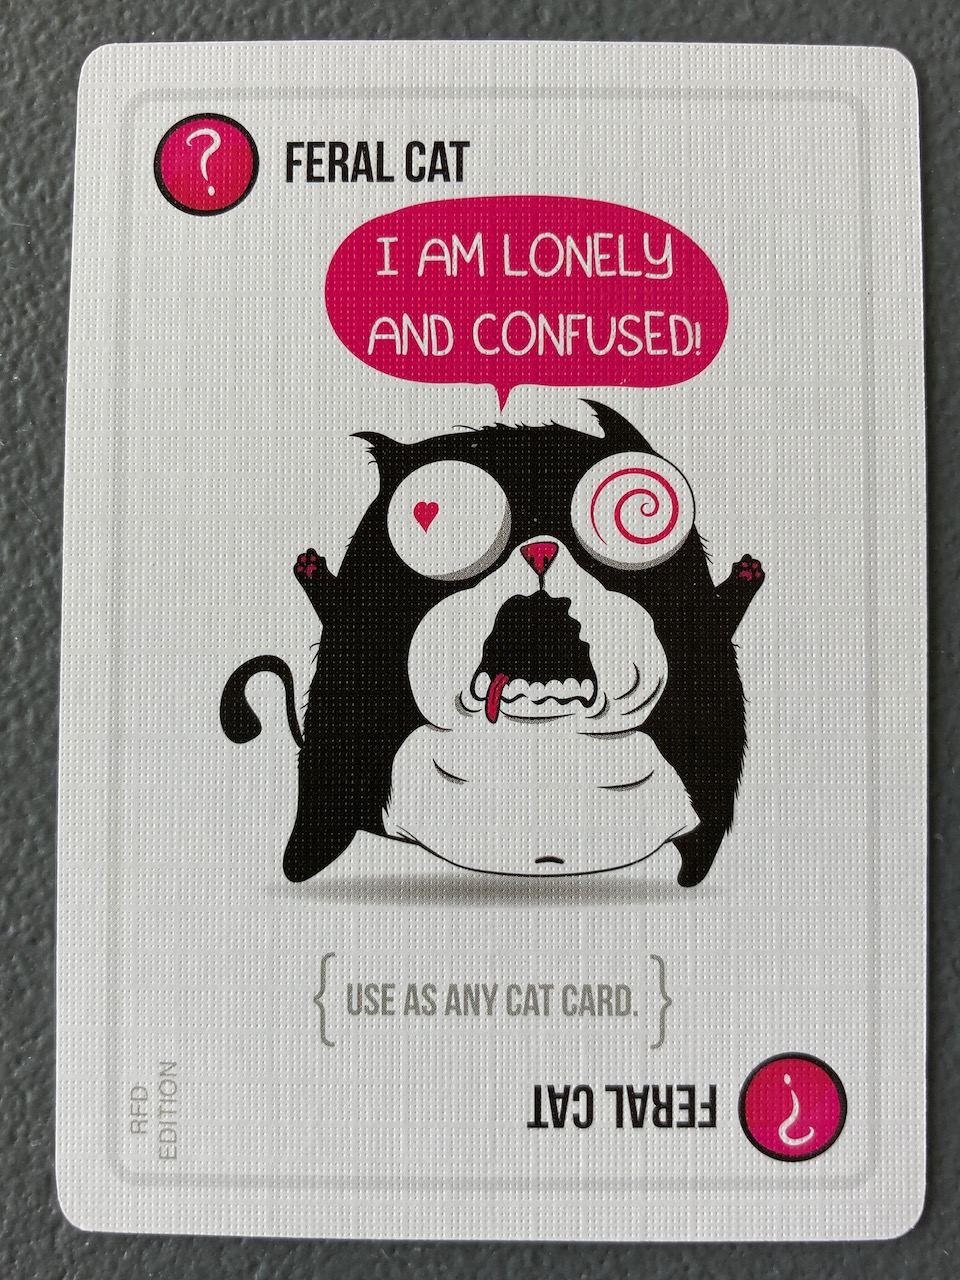 ?
FERAL CAT
I AM LONELY
AND CONFUSED!
{ USE AS ANY CAT CARD. }
RFD
EDITION
FERAL CAT
?